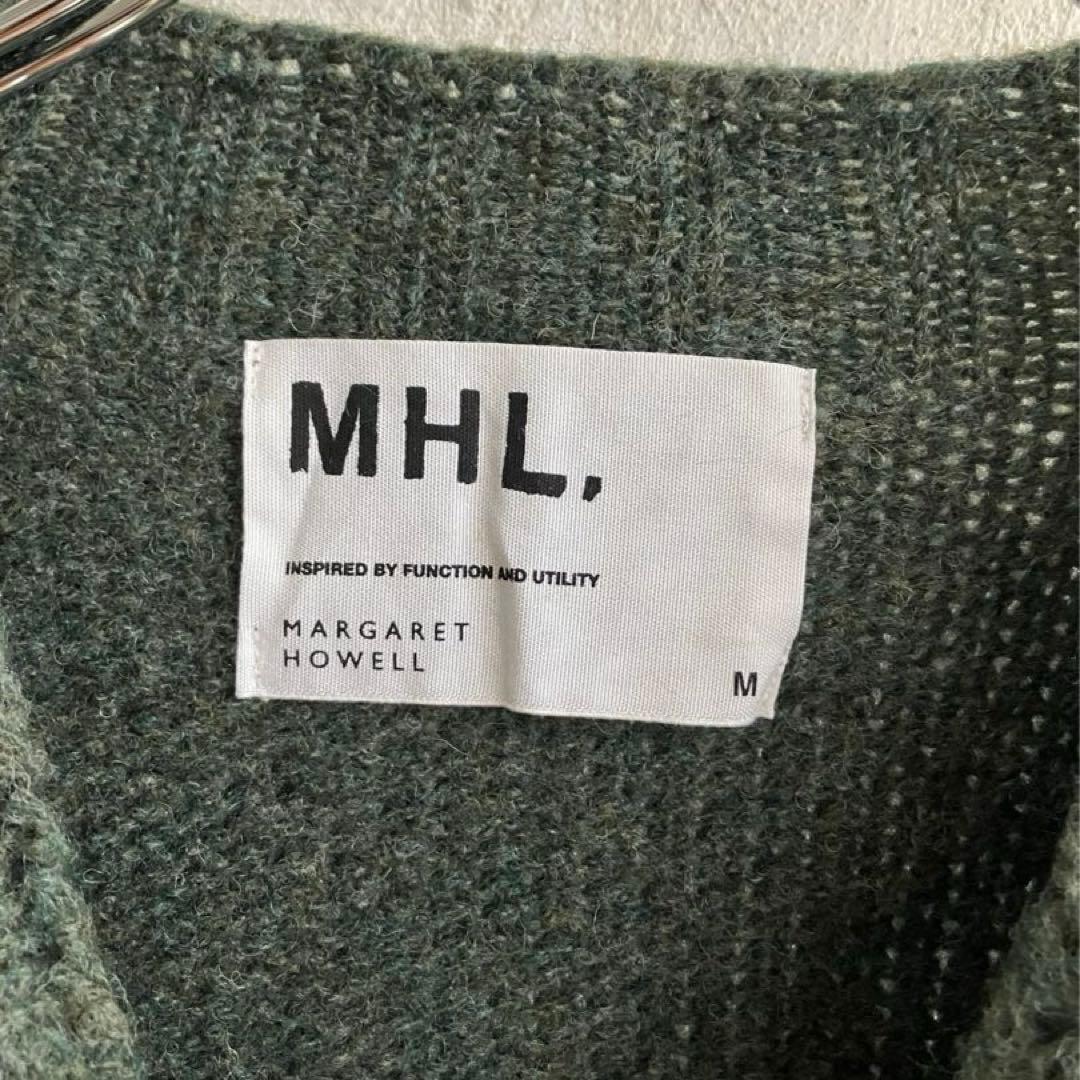 MHL.
INSPIRED BY FUNCTION AND UTILITY
MARGARET
HOWELL
M